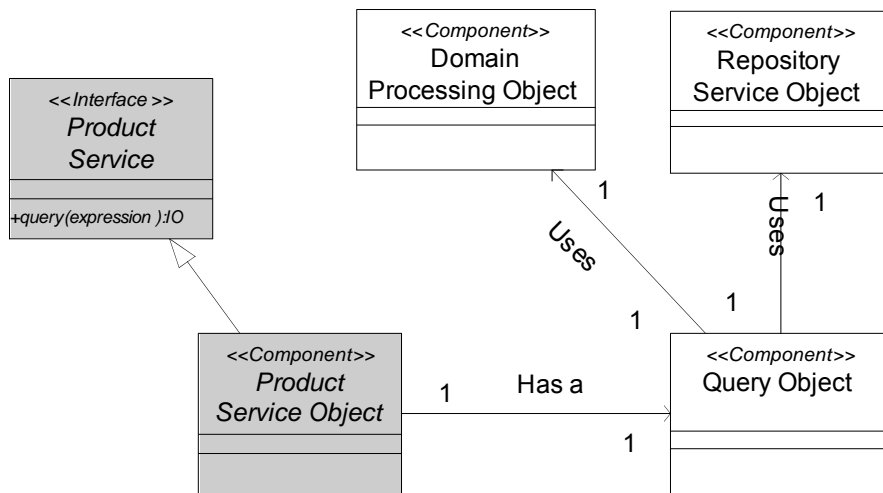 <<Component>>
Domain
Processing Object
<<Component>>
Repository
Service Object
<<Interface >>
Product
Service
+query(expression ):IO
1
Uses
1
Uses
1
1
<<Component>>
Product
Service Object
1
Has a
1
<<Component>>
Query Object